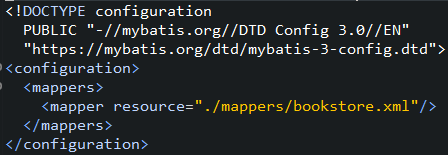 <!DOCTYPE configuration
PUBLIC "-//mybatis.org//DTD Config 3.0//EN"
"https://mybatis.org/dtd/mybatis-3-config.dtd">
<configuration>
<mappers>
<mapper resource="./mappers/bookstore.xml"/>
</mappers>
</configuration>